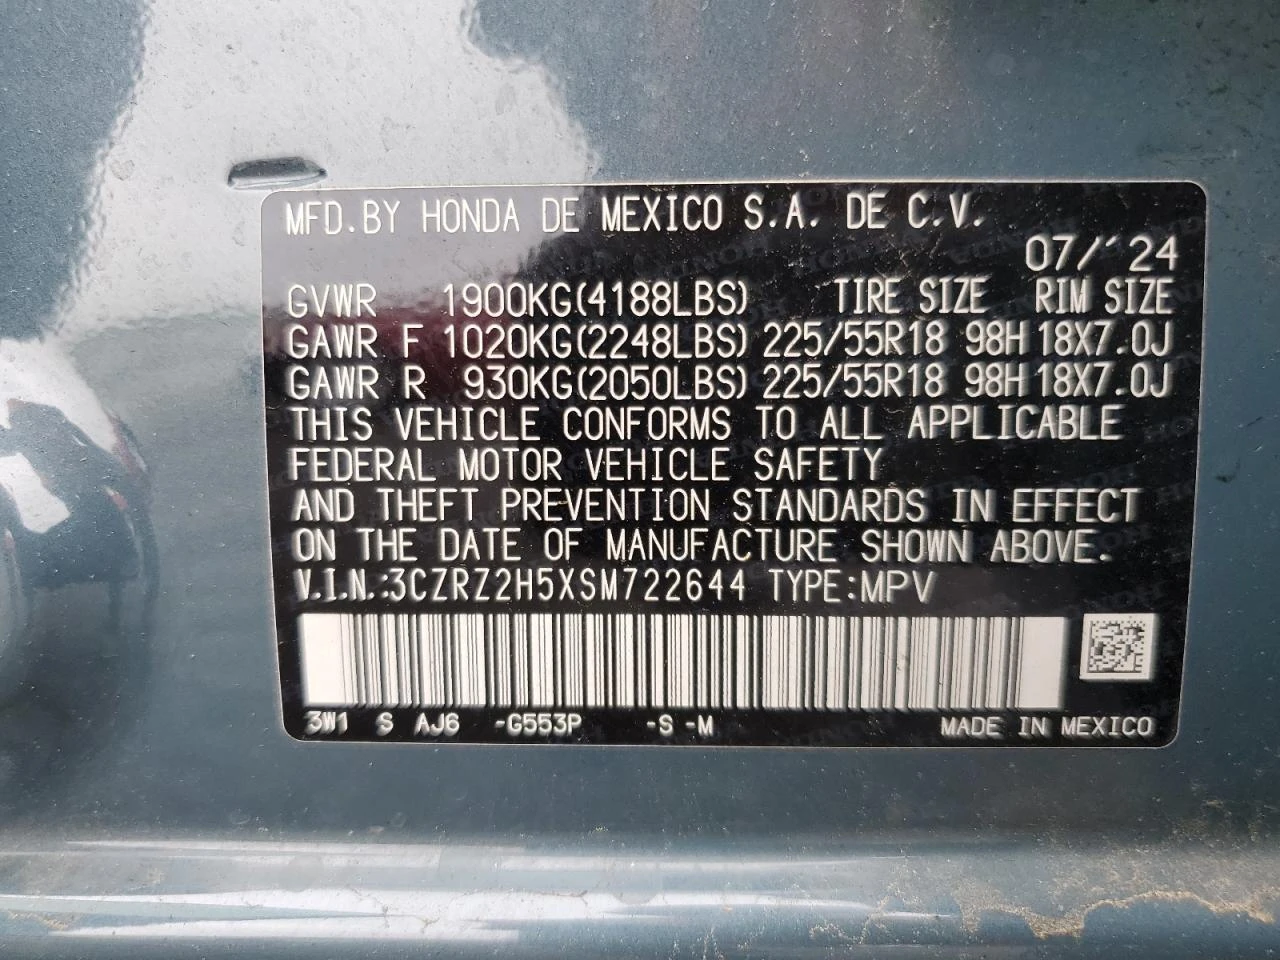 MFD.BY HONDA DE MEXICO S.A. DE C.V.
07/'24
GVWR 1900KG(4188LBS) TIRE SIZE RIM SIZE
GAWR F 1020KG(2248LBS) 225/55R18 98H 18X7.0J
GAWR R 930KG(2050LBS) 225/55R18 98H 18X7.0J
THIS VEHICLE CONFORMS TO ALL APPLICABLE
FEDERAL MOTOR VEHICLE SAFETY
AND THEFT PREVENTION STANDARDS IN EFFECT
ON THE DATE OF MANUFACTURE SHOWN ABOVE.
V.I.N.:3CZRZ2H5XSM722644 TYPE:MPV
3W1 S AJ6 -G553P -S -M MADE IN MEXICO